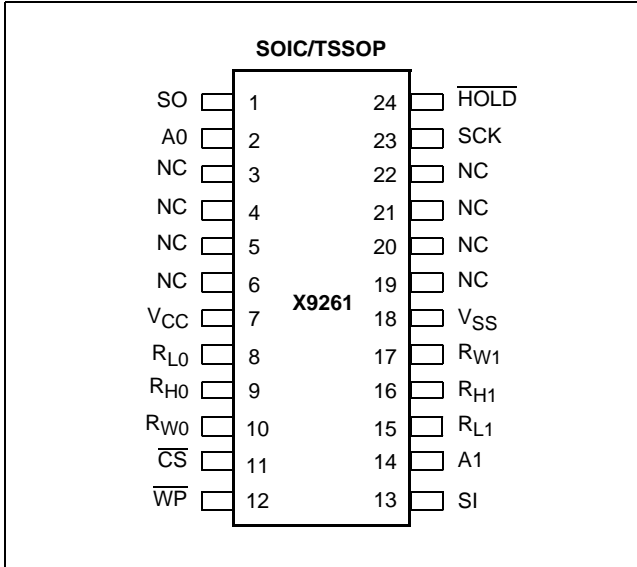 SOIC/TSSOP
SO 1 24 HOLD
A0 2 23 SCK
NC 3 22 NC
NC 4 21 NC
NC 5 20 NC
NC 6 19 NC
X9261
VCC 7 18 VSS
RL0 8 17 RW1
RH0 9 16 RH1
RW0 10 15 RL1
CS 11 14 A1
WP 12 13 SI